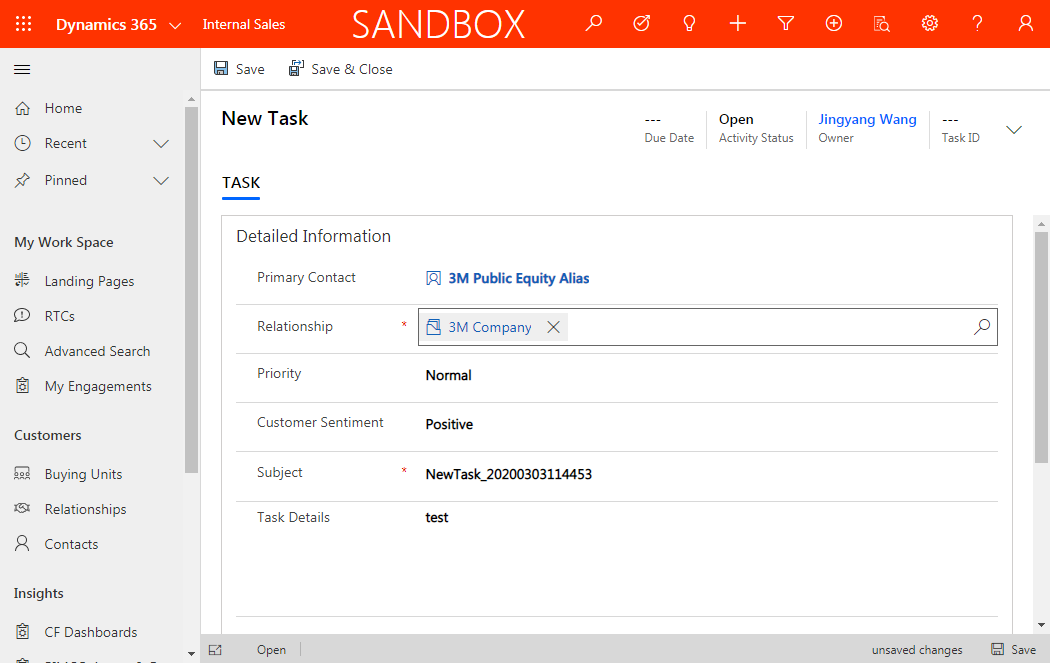 Dynamics 365
Internal Sales
SANDBOX
Save
Save & Close
Home
Recent
Pinned
My Work Space
Landing Pages
RTCs
Advanced Search
My Engagements
Customers
Buying Units
Relationships
Contacts
Insights
CF Dashboards
New Task
---
Due Date
Open
Activity Status
Jingyang Wang
Owner
---
Task ID
TASK
Detailed Information
Primary Contact 3M Public Equity Alias
Relationship * 3M Company
Priority Normal
Customer Sentiment Positive
Subject * NewTask_20200303114453
Task Details test
Open
unsaved changes
Save